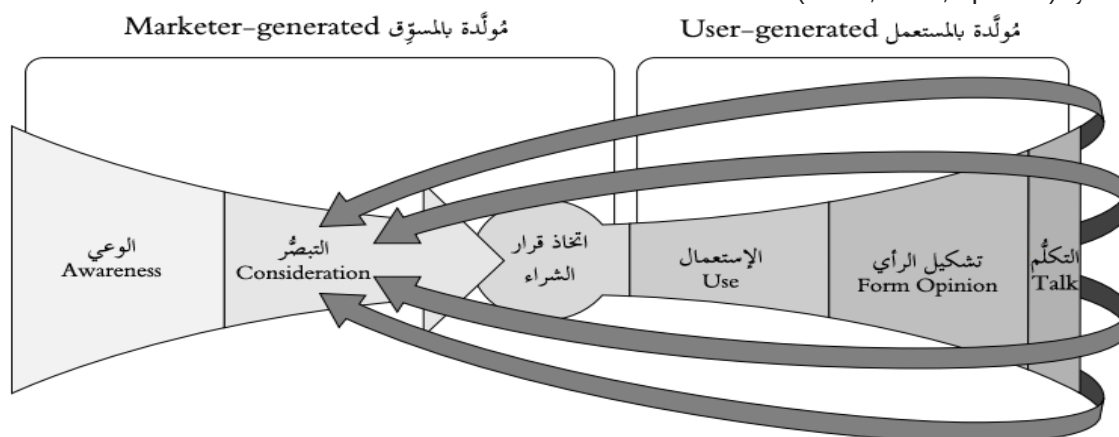 مُولَّدة بالمسوِّق Marketer-generated
مُولَّدة بالمستعمل User-generated
الوعي
Awareness
التبصُّر
Consideration
اتخاذ قرار
الشراء
الإستعمال
Use
تشكيل الرأي
Form Opinion
التكلُّم
Talk